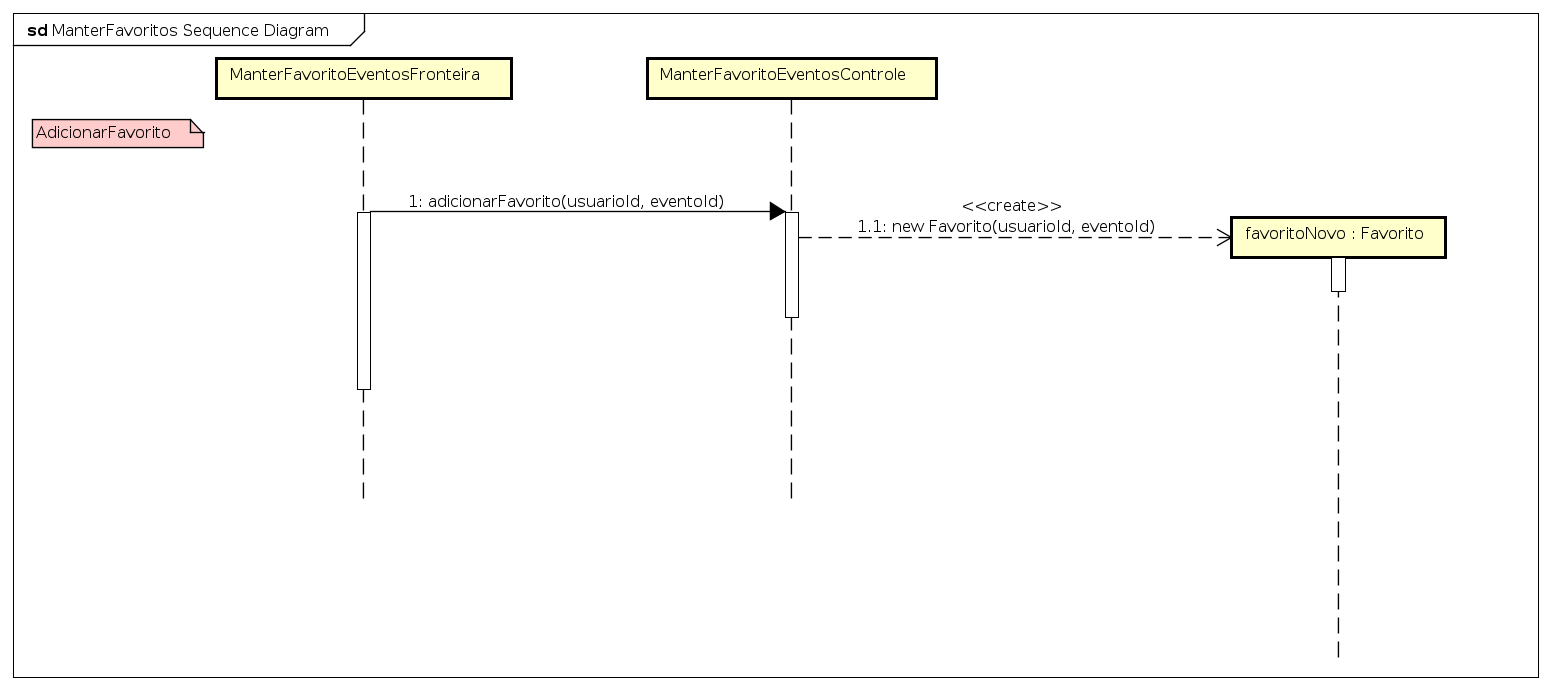 sd ManterFavoritos Sequence Diagram
ManterFavoritoEventosFronteira
ManterFavoritoEventosControle
AdicionarFavorito
1: adicionarFavorito(usuarioId, eventoId)
<<create>>
1.1: new Favorito(usuarioId, eventoId)
favoritoNovo : Favorito